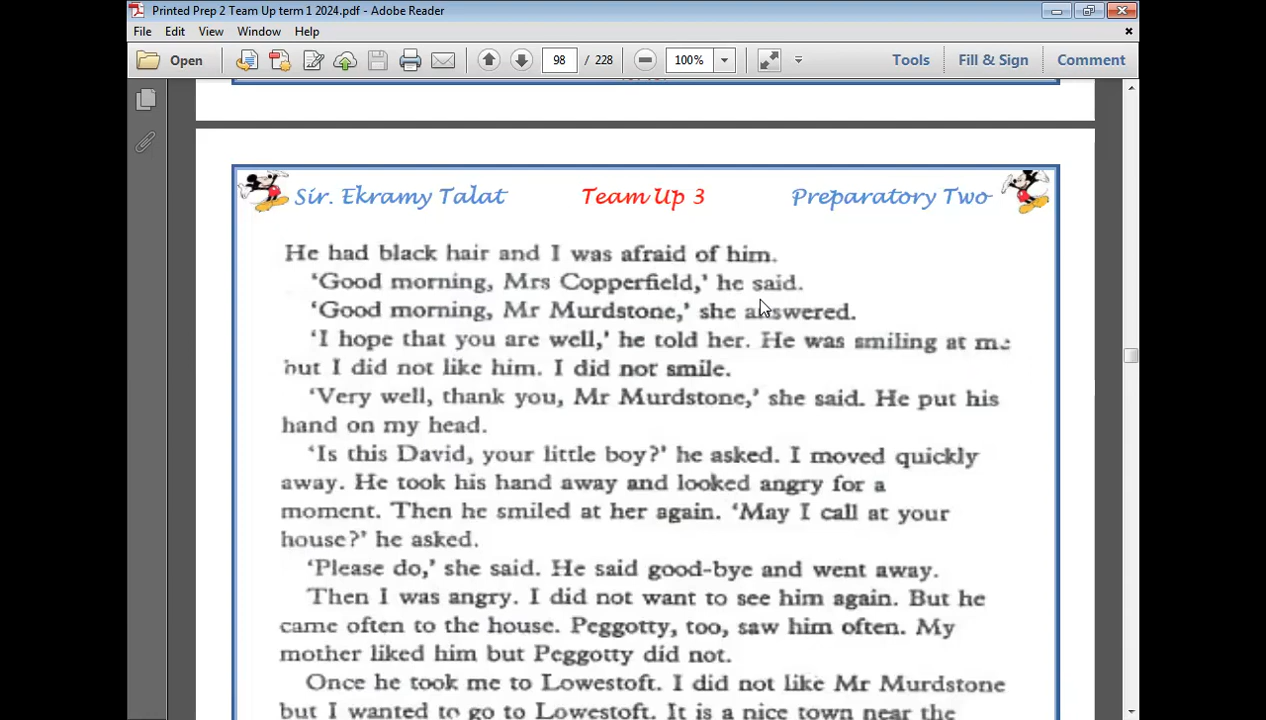 Printed Prep 2 Team Up term 1 2024.pdf - Adobe Reader
File Edit View Window Help
Open 98 / 228 100% Tools Fill & Sign Comment
Sir. Ekramy Talat Team Up 3 Preparatory Two
He had black hair and I was afraid of him.
‘Good morning, Mrs Copperfield,’ he said.
‘Good morning, Mr Murdstone,’ she answered.
‘I hope that you are well,’ he told her. He was smiling at me
but I did not like him. I did not smile.
‘Very well, thank you, Mr Murdstone,’ she said. He put his
hand on my head.
‘Is this David, your little boy?’ he asked. I moved quickly
away. He took his hand away and looked angry for a
moment. Then he smiled at her again. ‘May I call at your
house?’ he asked.
‘Please do,’ she said. He said good-bye and went away.
Then I was angry. I did not want to see him again. But he
came often to the house. Peggotty, too, saw him often. My
mother liked him but Peggotty did not.
Once he took me to Lowestoft. I did not like Mr Murdstone
but I wanted to go to Lowestoft. It is a nice town near the